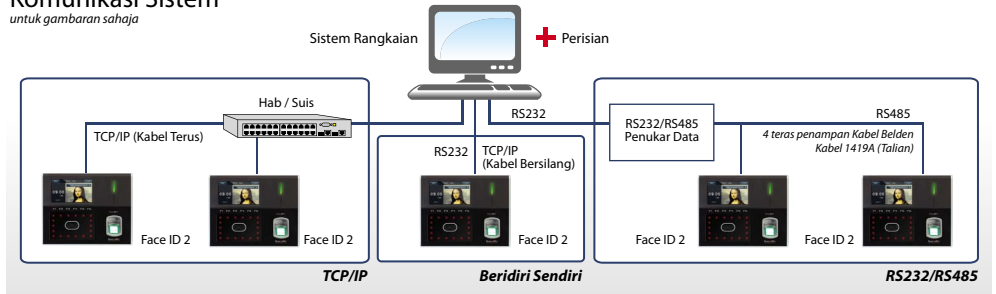 Komunikasi Sistem
untuk gambaran sahaja
Sistem Rangkaian
Perisian
Hab / Suis
TCP/IP (Kabel Terus)
Face ID 2
Face ID 2
TCP/IP
RS232
TCP/IP
(Kabel Bersilang)
Face ID 2
Beridiri Sendiri
RS232
RS232/RS485
Penukar Data
RS485
4 teras penampan Kabel Belden
Kabel 1419A (Talian)
Face ID 2
Face ID 2
RS232/RS485